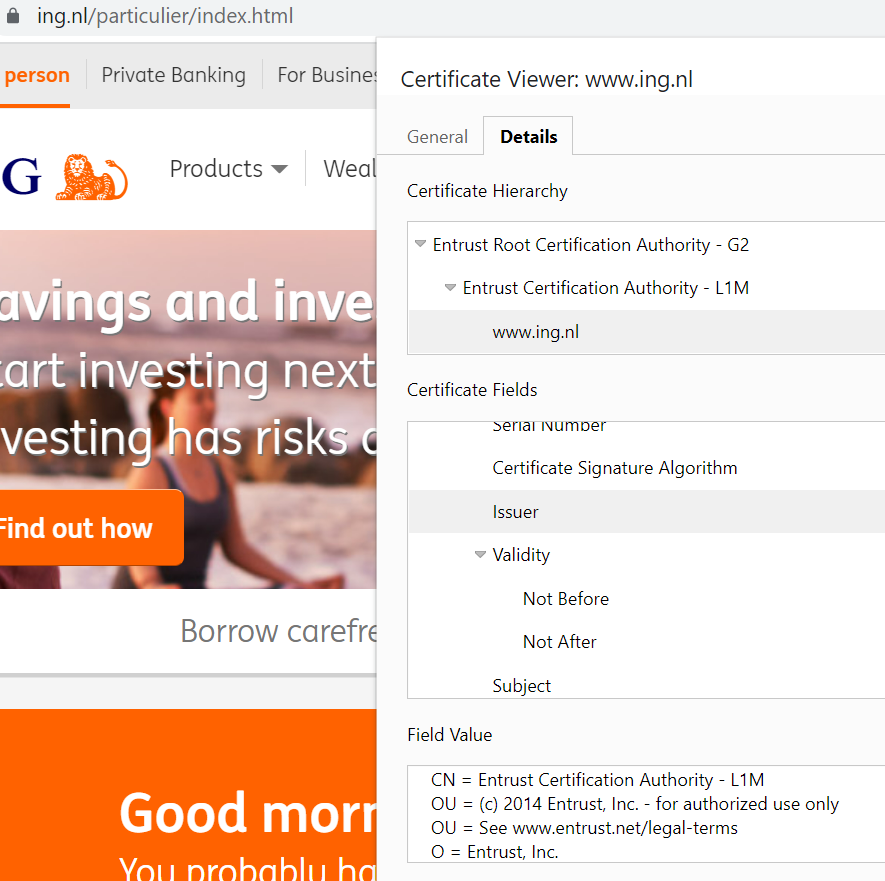 ing.nl/particulier/index.html
person
Private Banking
For Busines
G
Products
Weal
avings and inve
tart investing next
vesting has risks
Find out how
Borrow carefre
Good morn
You probably ha
Certificate Viewer: www.ing.nl
General
Details
Certificate Hierarchy
Entrust Root Certification Authority - G2
Entrust Certification Authority - L1M
www.ing.nl
Certificate Fields
Serial Number
Certificate Signature Algorithm
Issuer
Validity
Not Before
Not After
Subject
Field Value
CN = Entrust Certification Authority - L1M
OU = (c) 2014 Entrust, Inc. - for authorized use only
OU = See www.entrust.net/legal-terms
O = Entrust, Inc.